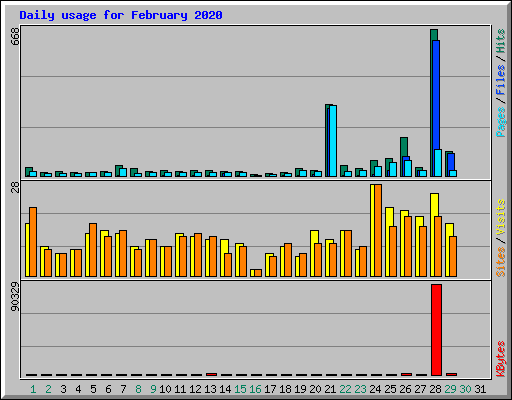 Daily usage for February 2020
668
28
90329
Pages / Files / Hits
Sites / Visits
KBytes
1 2 3 4 5 6 7 8 9 10 11 12 13 14 15 16 17 18 19 20 21 22 23 24 25 26 27 28 29 30 31